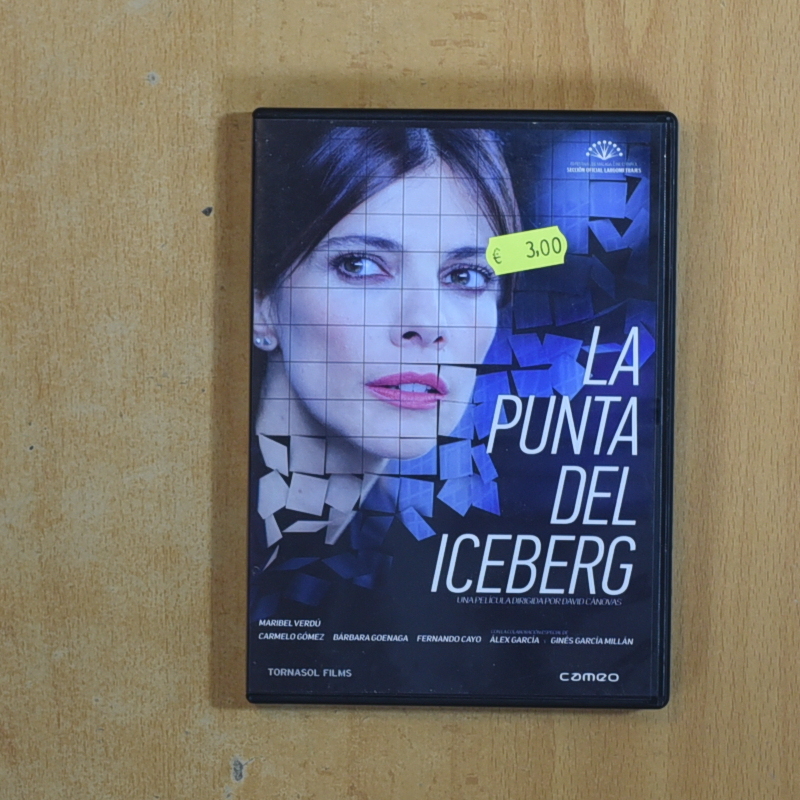 SECCIÓN OFICIAL LARGOMETRAJES
€ 3,00
LA
PUNTA
DEL
ICEBERG
UNA PELÍCULA DIRIGIDA POR DAVID CÁNOVAS
MARIBEL VERDÚ
CARMELO GÓMEZ BÁRBARA GOENAGA FERNANDO CAYO ÁLEX GARCÍA GINÉS GARCÍA MILLÁN
TORNASOL FILMS
cameo